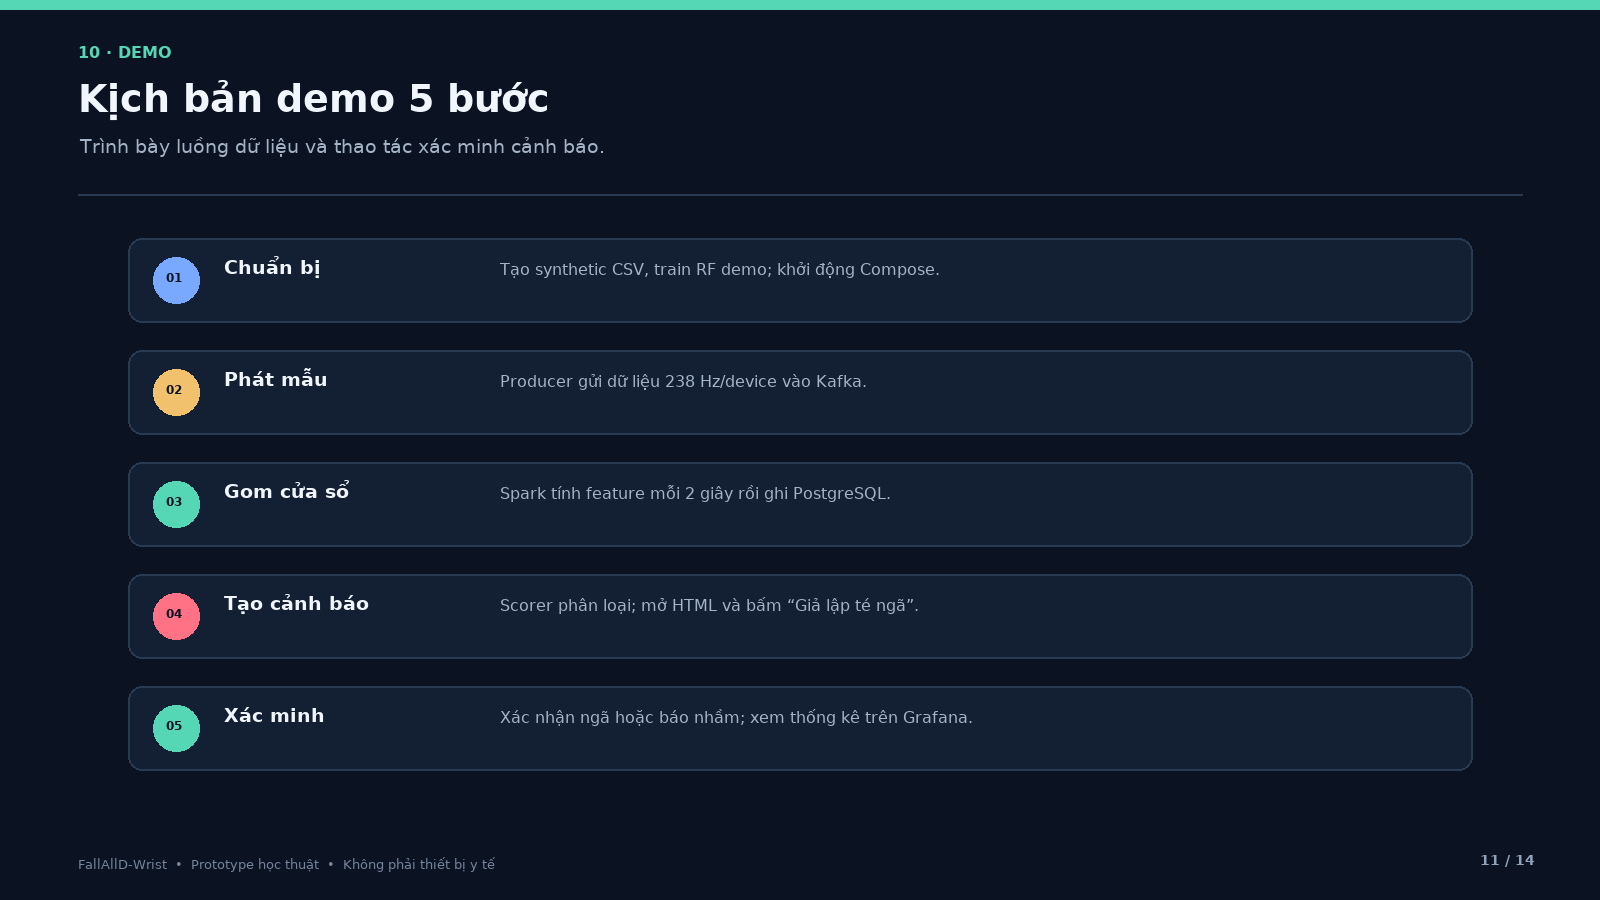 10 · DEMO
Kịch bản demo 5 bước
Trình bày luồng dữ liệu và thao tác xác minh cảnh báo.
01
Chuẩn bị
Tạo synthetic CSV, train RF demo; khởi động Compose.
02
Phát mẫu
Producer gửi dữ liệu 238 Hz/device vào Kafka.
03
Gom cửa sổ
Spark tính feature mỗi 2 giây rồi ghi PostgreSQL.
04
Tạo cảnh báo
Scorer phân loại; mở HTML và bấm “Giả lập té ngã”.
05
Xác minh
Xác nhận ngã hoặc báo nhầm; xem thống kê trên Grafana.
FallAllD-Wrist • Prototype học thuật • Không phải thiết bị y tế
11 / 14